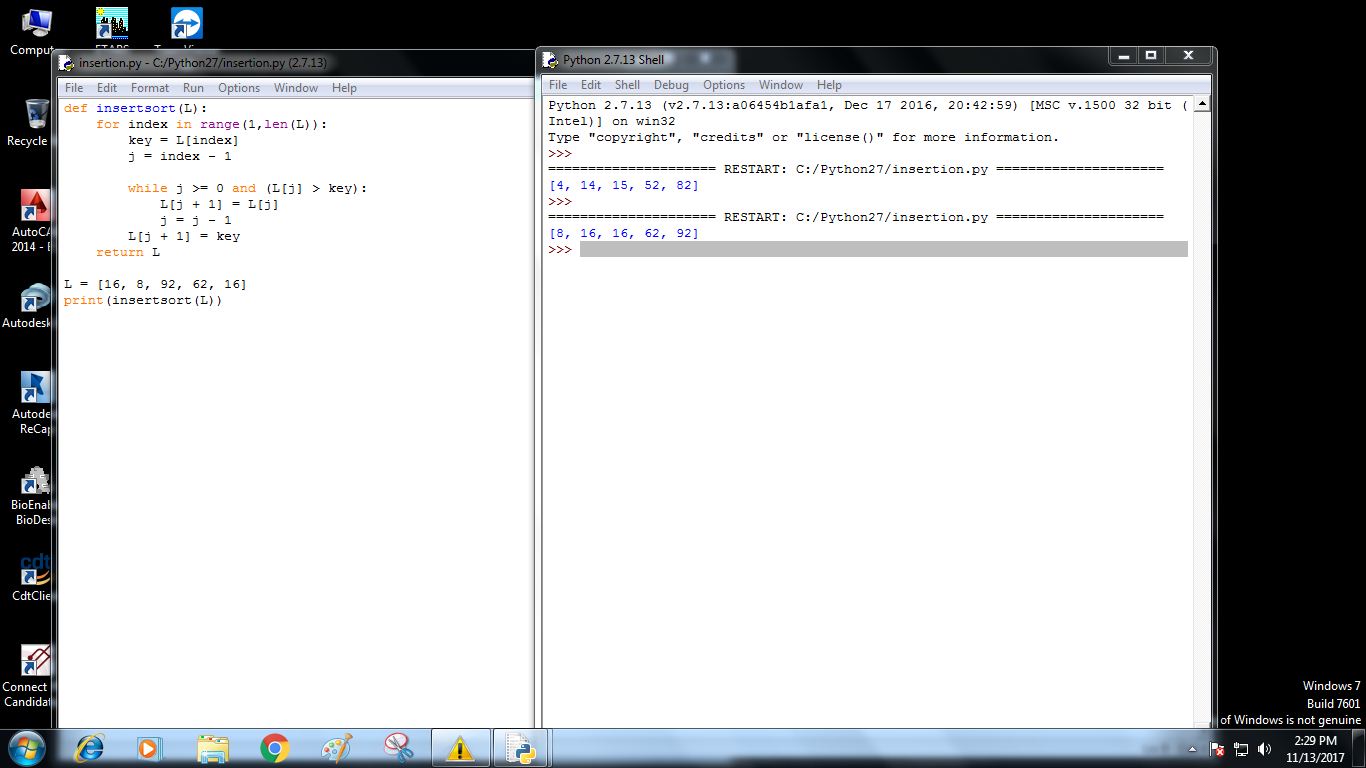 Comput
ETABS
insertion.py - C:/Python27/insertion.py (2.7.13)
File Edit Format Run Options Window Help
def insertsort(L):
    for index in range(1,len(L)):
        key = L[index]
        j = index - 1

        while j >= 0 and (L[j] > key):
            L[j + 1] = L[j]
            j = j - 1
        L[j + 1] = key
    return L

L = [16, 8, 92, 62, 16]
print(insertsort(L))
Python 2.7.13 Shell
File Edit Shell Debug Options Window Help
Python 2.7.13 (v2.7.13:a06454b1afa1, Dec 17 2016, 20:42:59) [MSC v.1500 32 bit (
Intel)] on win32
Type "copyright", "credits" or "license()" for more information.
>>>
===================== RESTART: C:/Python27/insertion.py =====================
[4, 14, 15, 52, 82]
>>>
===================== RESTART: C:/Python27/insertion.py =====================
[8, 16, 16, 62, 92]
>>>
Recycle
AutoCA
2014 - E
Autodesk
Autode
ReCap
BioEnab
BioDes
cdt
CdtClie
Connect
Candidat
Windows 7
Build 7601
of Windows is not genuine
2:29 PM
11/13/2017